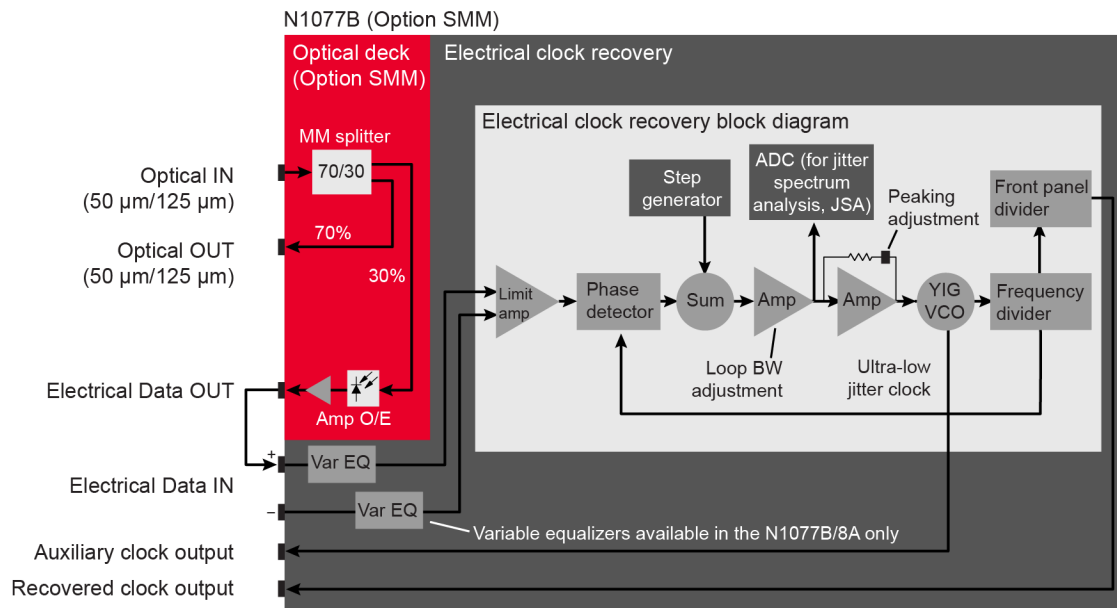 N1077B (Option SMM)
Optical deck
(Option SMM)
Electrical clock recovery
MM splitter
70/30
Optical IN
(50 µm/125 µm)
Optical OUT
(50 µm/125 µm)
70%
30%
Electrical Data OUT
Amp O/E
Electrical clock recovery block diagram
Step
generator
ADC (for jitter
spectrum
analysis, JSA)
Peaking
adjustment
Front panel
divider
Limit
amp
Phase
detector
Sum
Amp
Amp
YIG
VCO
Frequency
divider
Loop BW
adjustment
Ultra-low
jitter clock
+
Var EQ
Electrical Data IN
–
Var EQ
Variable equalizers available in the N1077B/8A only
Auxiliary clock output
Recovered clock output